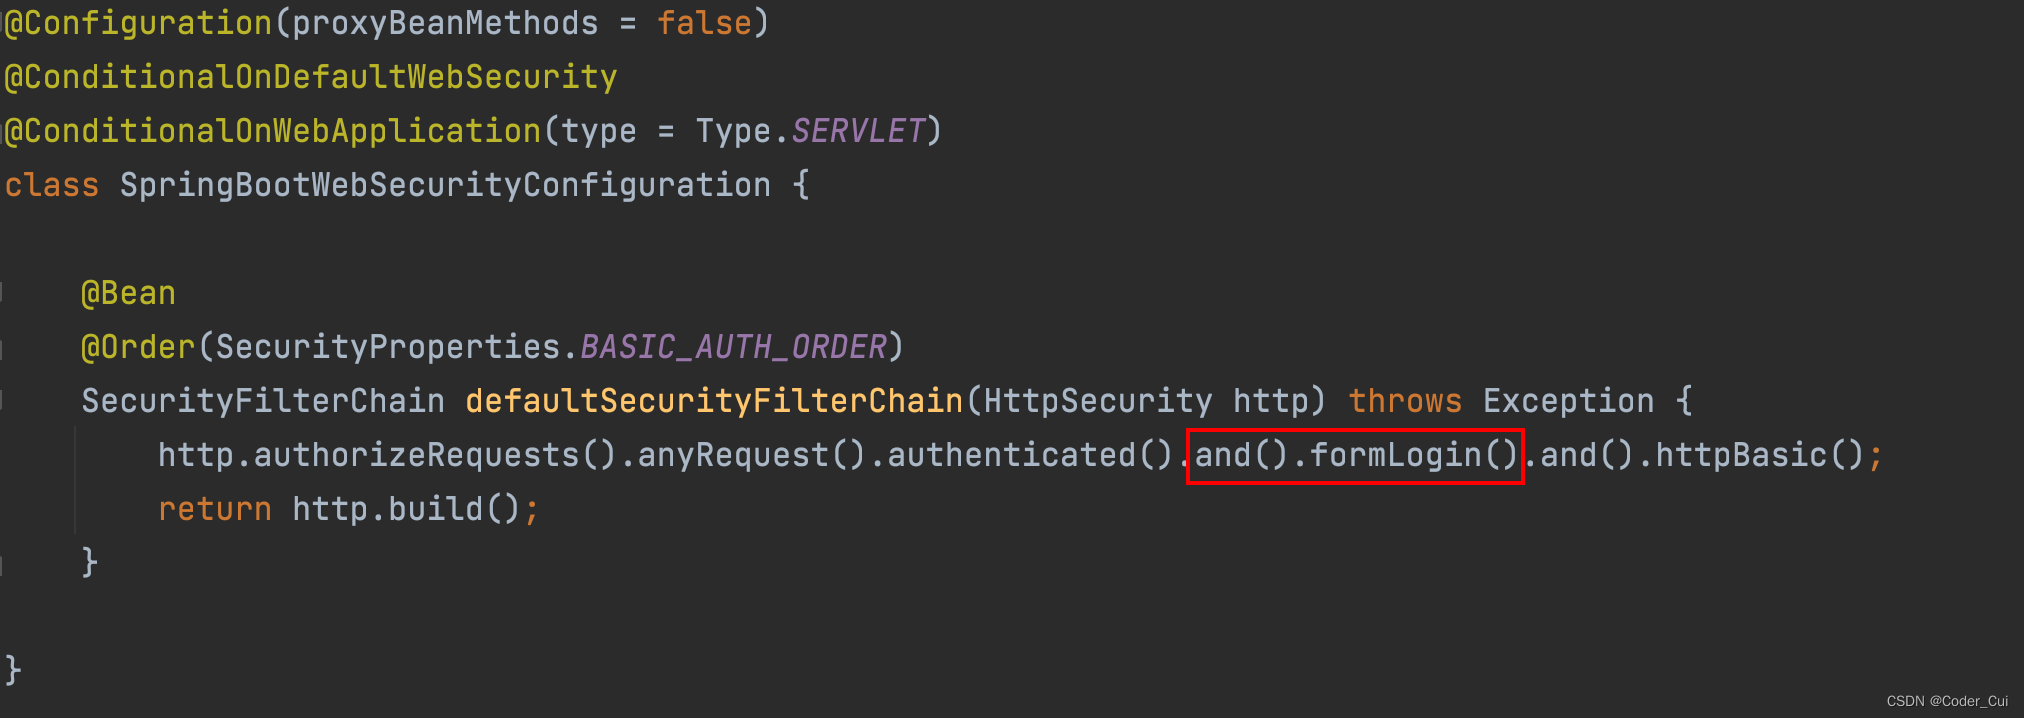 @Configuration(proxyBeanMethods = false)
@ConditionalOnDefaultWebSecurity
@ConditionalOnWebApplication(type = Type.SERVLET)
class SpringBootWebSecurityConfiguration {
@Bean
@Order(SecurityProperties.BASIC_AUTH_ORDER)
SecurityFilterChain defaultSecurityFilterChain(HttpSecurity http) throws Exception {
http.authorizeRequests().anyRequest().authenticated().and().formLogin().and().httpBasic();
return http.build();
}
}
CSDN @Coder_Cui